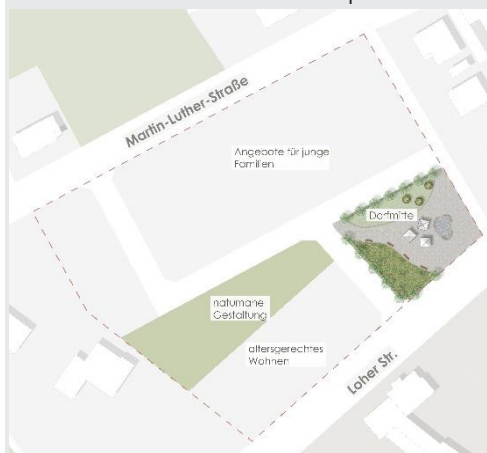 Martin-Luther-Straße
Angebote für junge
Familien
Dorfmitte
naturnahe
Gestaltung
altersgerechtes
Wohnen
Loher Str.